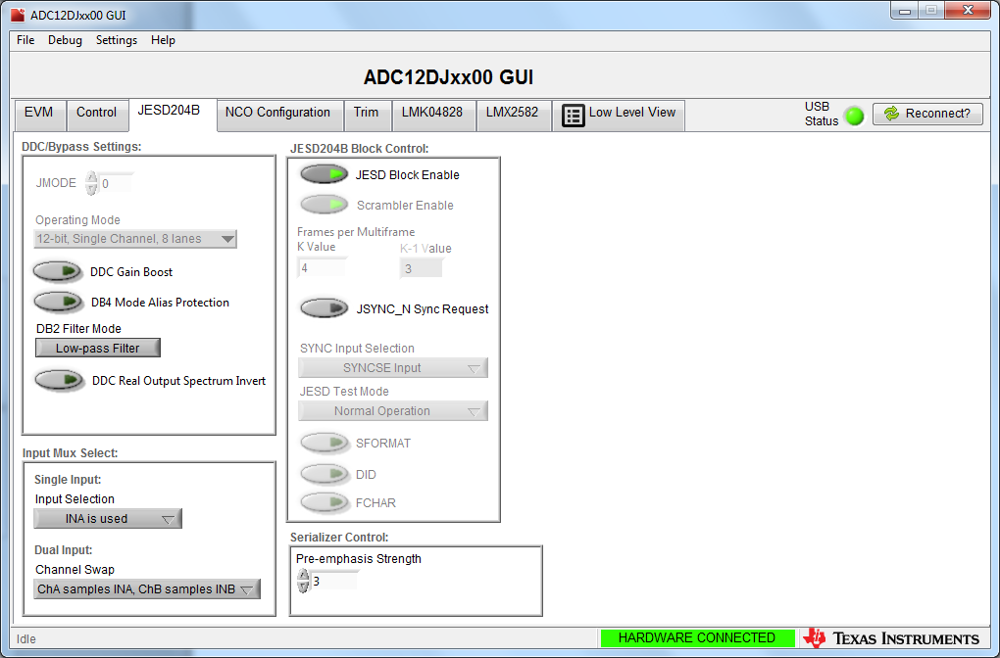 ADC12DJxx00 GUI
File Debug Settings Help
ADC12DJxx00 GUI
EVM Control JESD204B NCO Configuration Trim LMK04828 LMX2582 Low Level View
USB Status
Reconnect?
DDC/Bypass Settings:
JMODE 0
Operating Mode
12-bit, Single Channel, 8 lanes
DDC Gain Boost
DB4 Mode Alias Protection
DB2 Filter Mode
Low-pass Filter
DDC Real Output Spectrum Invert
Input Mux Select:
Single Input:
Input Selection
INA is used
Dual Input:
Channel Swap
ChA samples INA, ChB samples INB
JESD204B Block Control:
JESD Block Enable
Scrambler Enable
Frames per Multiframe
K Value K-1 Value
4 3
JSYNC_N Sync Request
SYNC Input Selection
SYNCSE Input
JESD Test Mode
Normal Operation
SFORMAT
DID
FCHAR
Serializer Control:
Pre-emphasis Strength
3
Idle
HARDWARE CONNECTED
TEXAS INSTRUMENTS